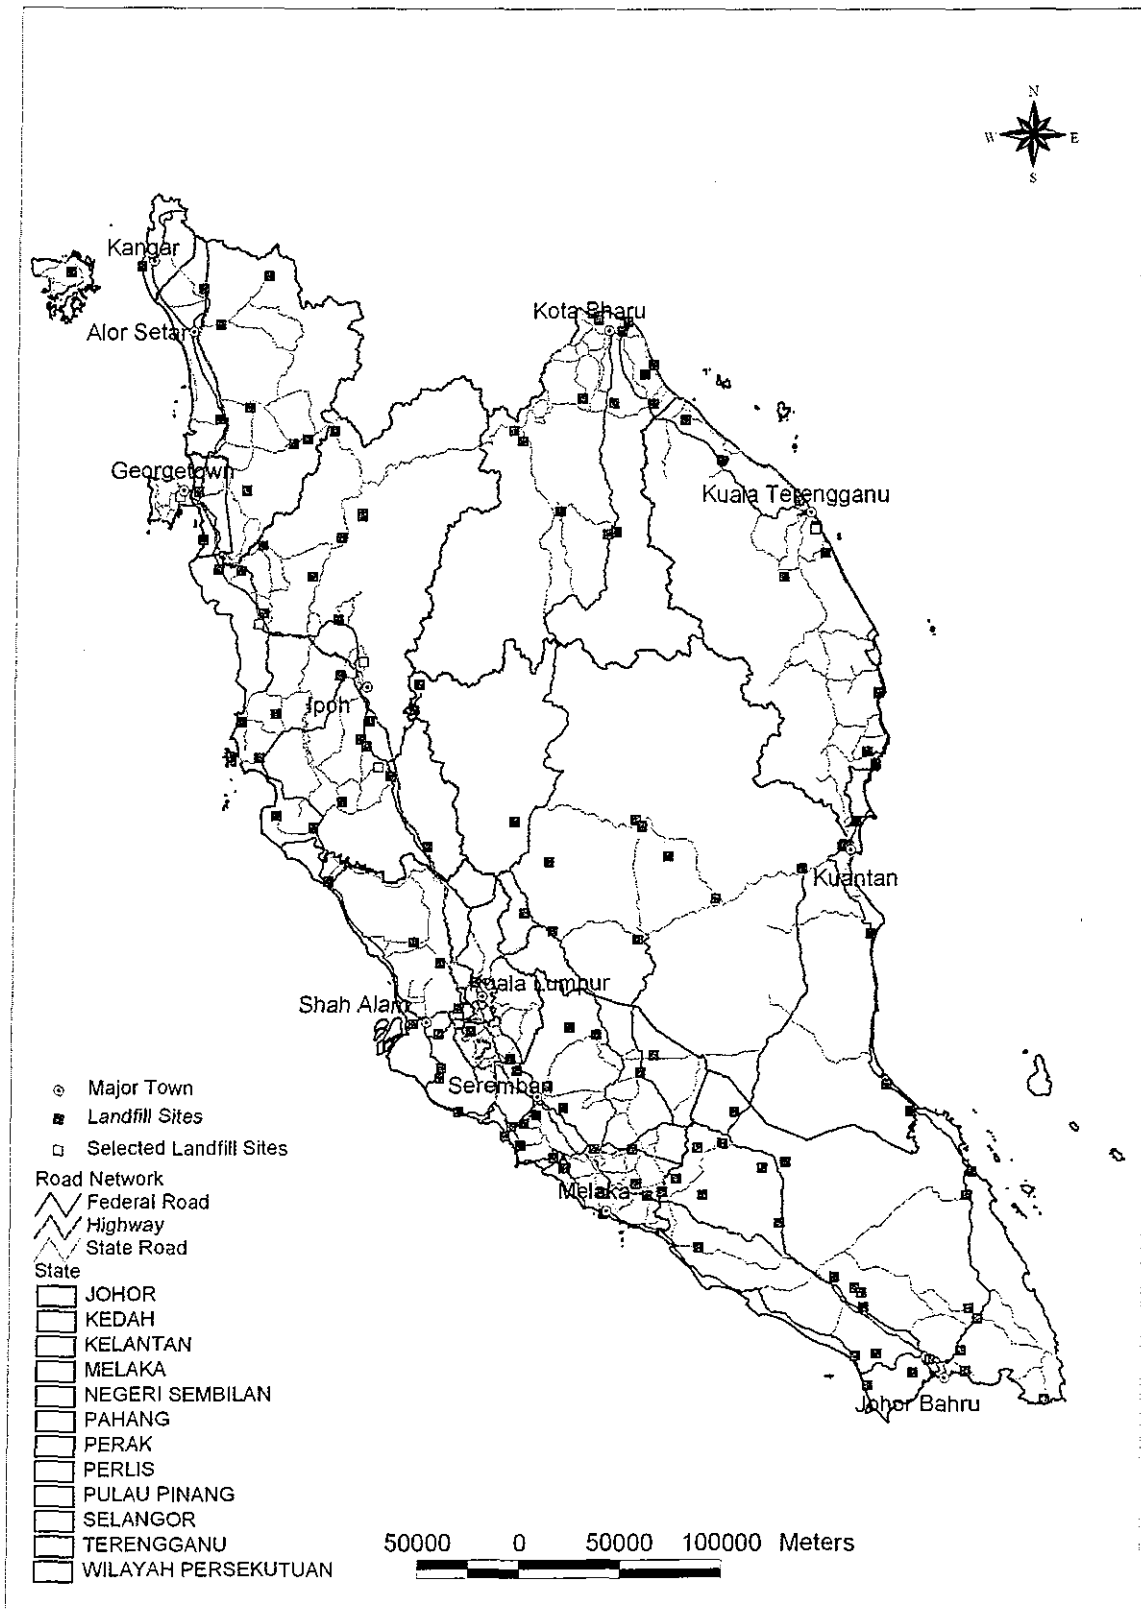 N
W E
S
Kangar
Alor Setar
Kota Bharu
Georgetown
Kuala Terengganu
Ipoh
Kuantan
Kuala Lumpur
Shah Alam
Seremban
Melaka
Johor Bahru
Major Town
Landfill Sites
Selected Landfill Sites
Road Network
Federal Road
Highway
State Road
State
JOHOR
KEDAH
KELANTAN
MELAKA
NEGERI SEMBILAN
PAHANG
PERAK
PERLIS
PULAU PINANG
SELANGOR
TERENGGANU
WILAYAH PERSEKUTUAN
50000 0 50000 100000 Meters